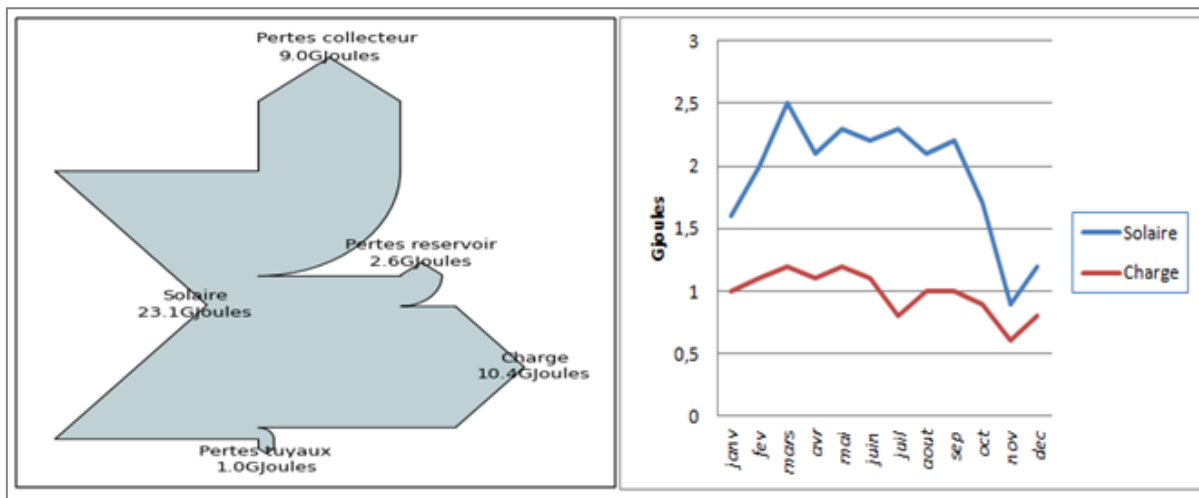 Pertes collecteur
9.0GJoules
Pertes reservoir
2.6GJoules
Solaire
23.1GJoules
Charge
10.4GJoules
Pertes tuyaux
1.0GJoules
Gjoules
3
2,5
2
1,5
1
0,5
0
janv
fev
mars
avr
mai
juin
juil
aout
sep
oct
nov
dec
Solaire
Charge